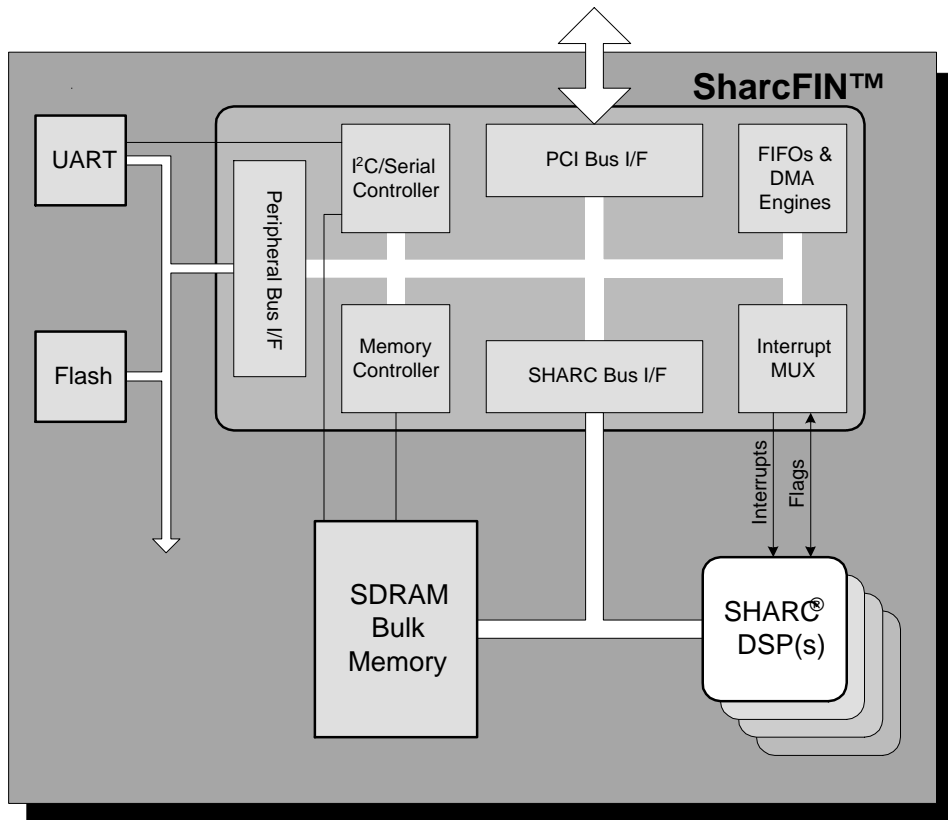 SharcFIN™
UART
I²C/Serial
Controller
PCI Bus I/F
FIFOs &
DMA
Engines
Peripheral Bus I/F
Flash
Memory
Controller
SHARC Bus I/F
Interrupt
MUX
Interrupts
Flags
SDRAM
Bulk
Memory
SHARC®
DSP(s)